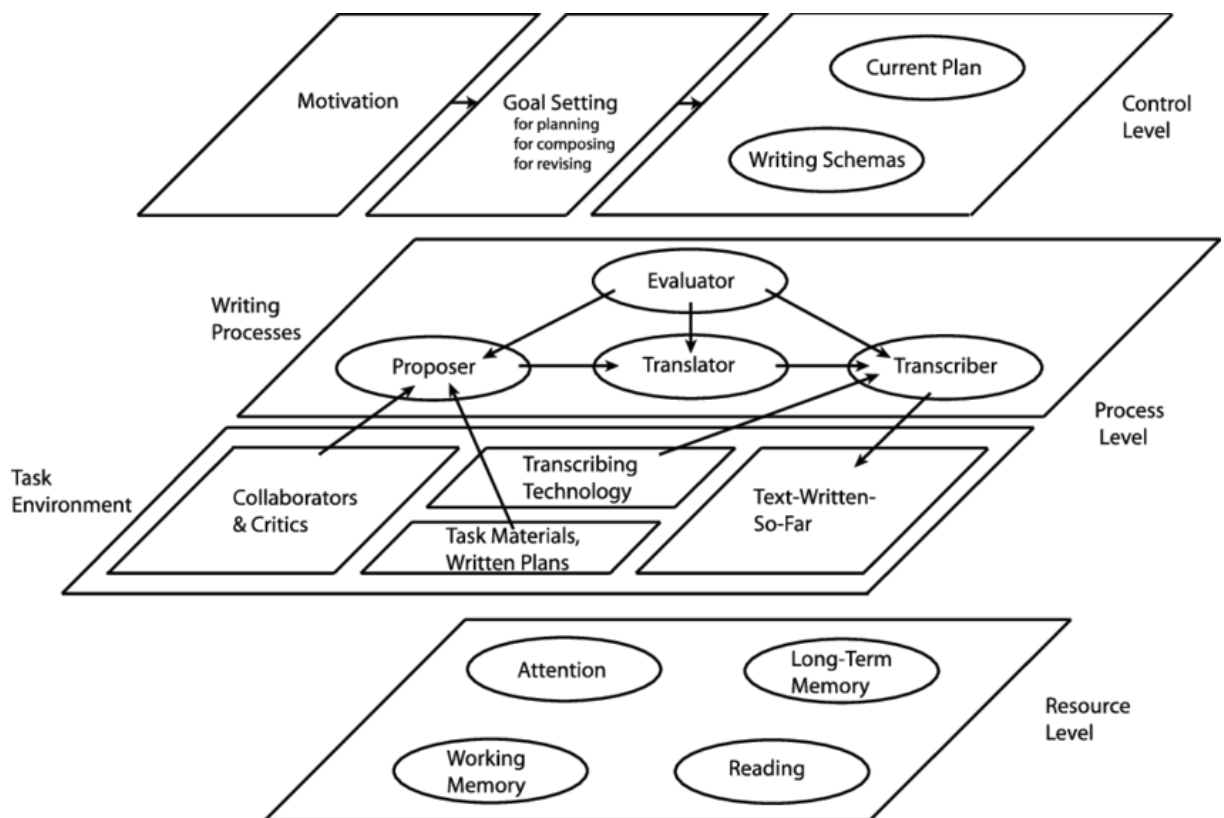 Motivation
Goal Setting
for planning
for composing
for revising
Current Plan
Writing Schemas
Control
Level
Writing
Processes
Evaluator
Proposer
Translator
Transcriber
Process
Level
Task
Environment
Collaborators
& Critics
Transcribing
Technology
Task Materials,
Written Plans
Text-Written-
So-Far
Attention
Long-Term
Memory
Working
Memory
Reading
Resource
Level